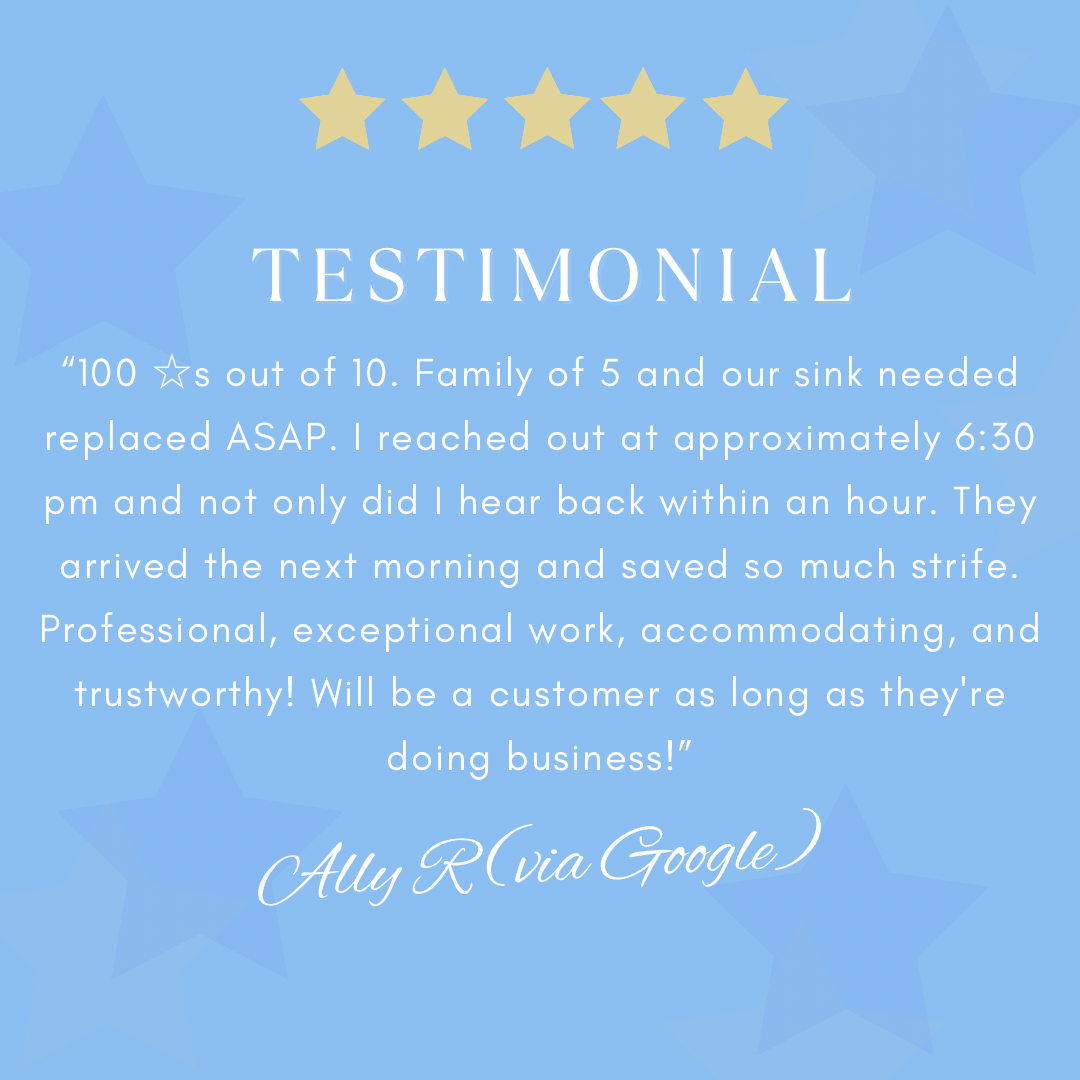 TESTIMONIAL
“100 ☆s out of 10. Family of 5 and our sink needed
replaced ASAP. I reached out at approximately 6:30
pm and not only did I hear back within an hour. They
arrived the next morning and saved so much strife.
Professional, exceptional work, accommodating, and
trustworthy! Will be a customer as long as they're
doing business!”
Ally R(via Google)